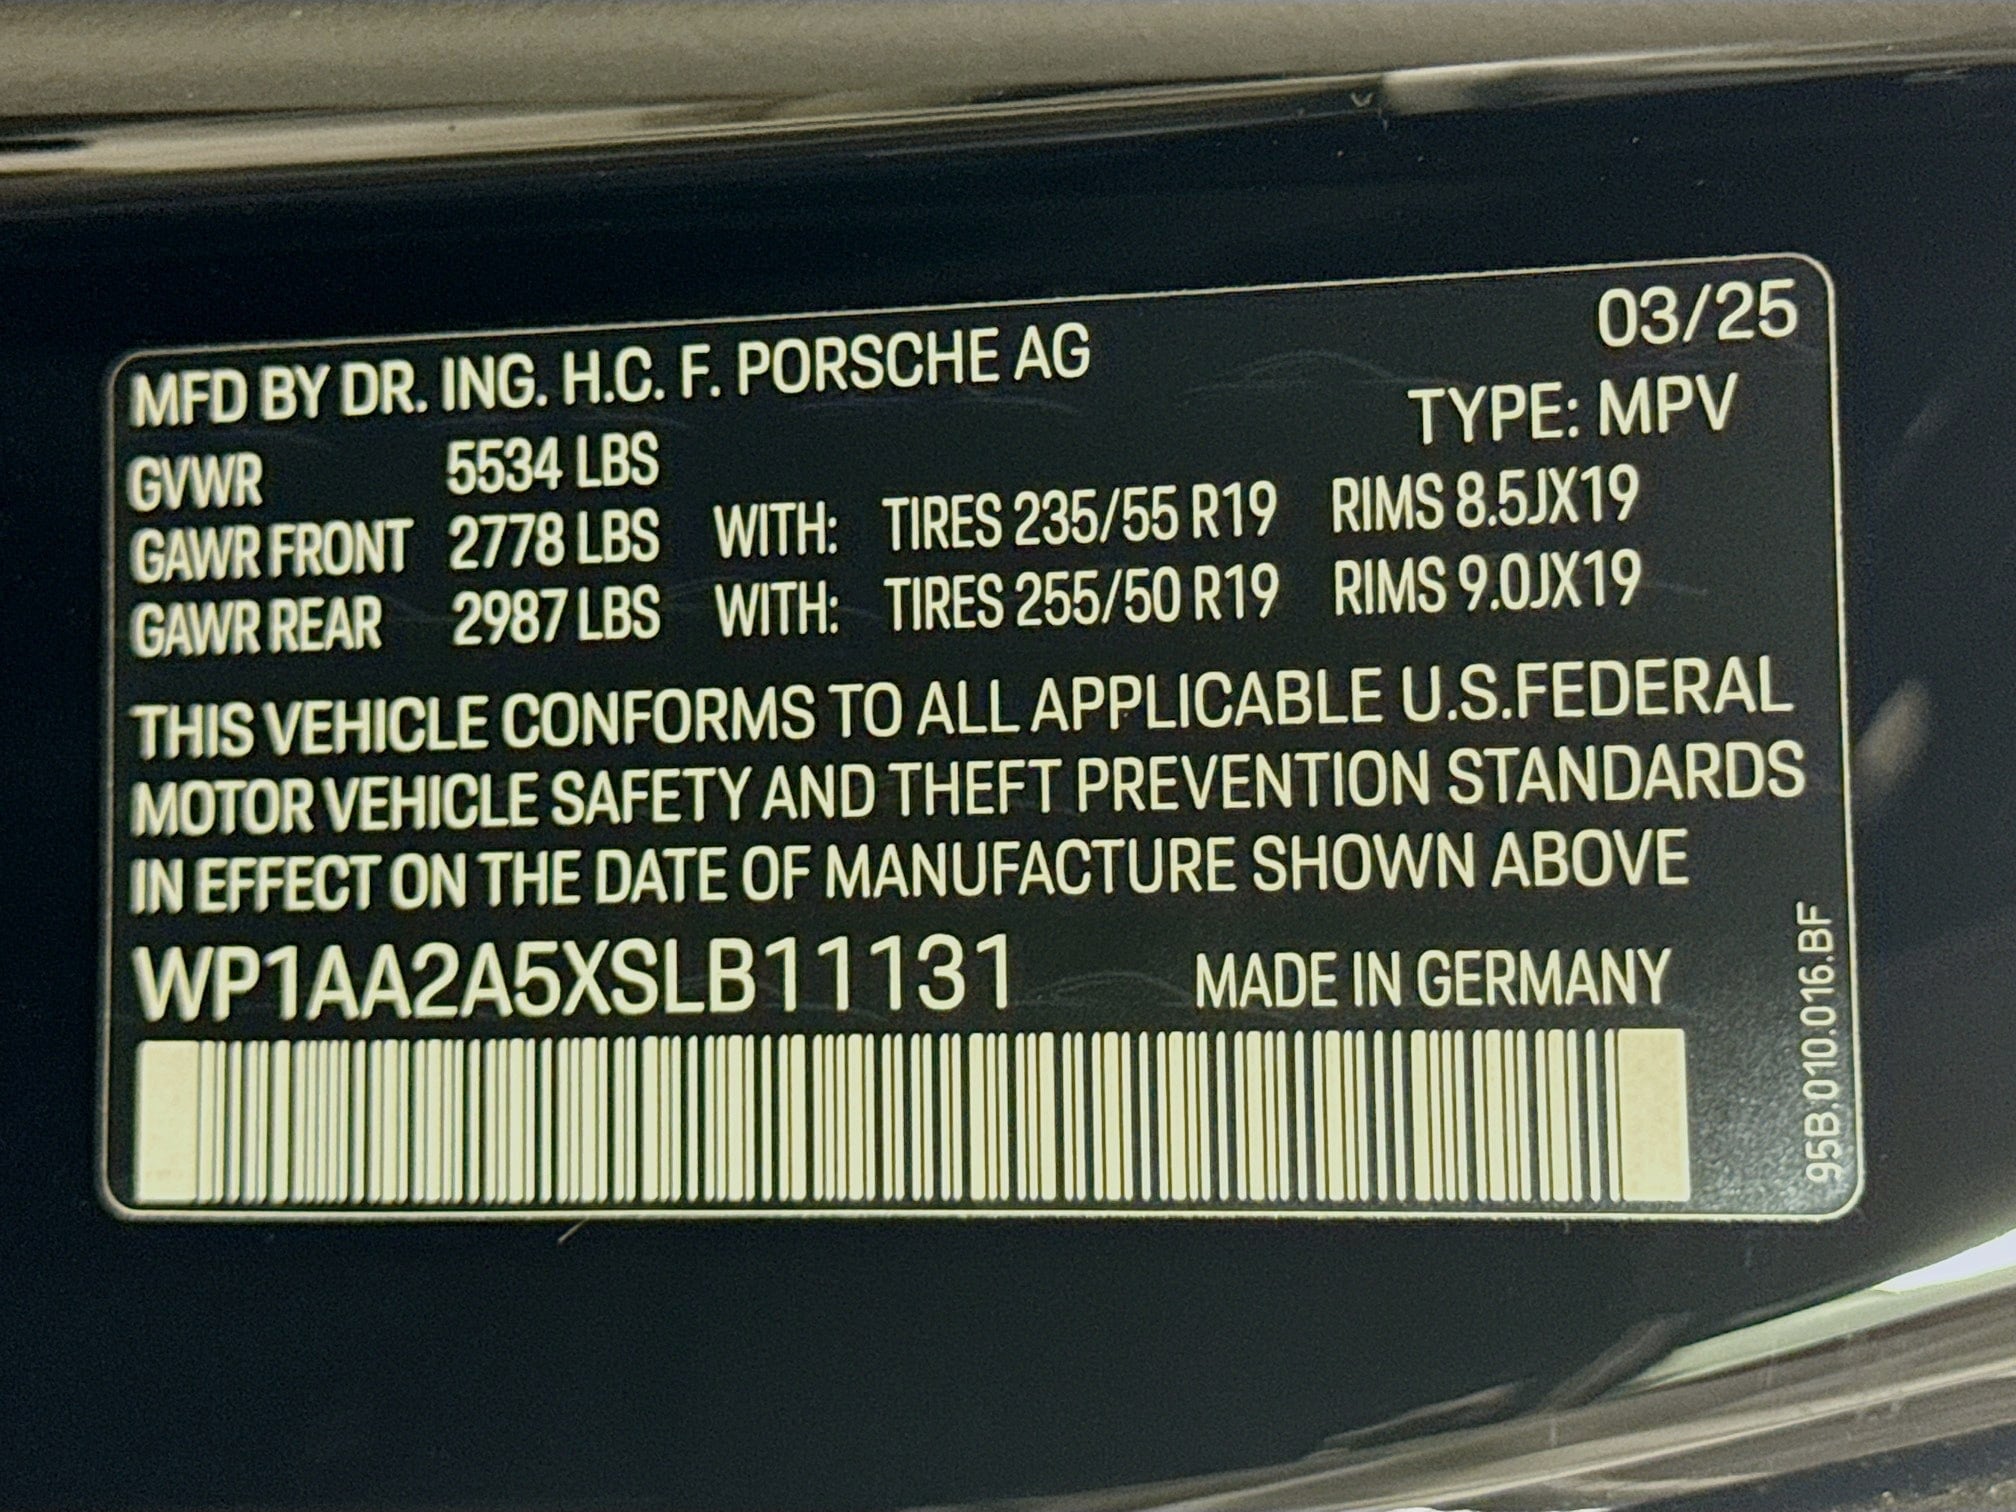 03/25
MFD BY DR. ING. H.C. F. PORSCHE AG
TYPE: MPV
GVWR 5534 LBS
GAWR FRONT 2778 LBS WITH: TIRES 235/55 R19 RIMS 8.5JX19
GAWR REAR 2987 LBS WITH: TIRES 255/50 R19 RIMS 9.0JX19
THIS VEHICLE CONFORMS TO ALL APPLICABLE U.S.FEDERAL
MOTOR VEHICLE SAFETY AND THEFT PREVENTION STANDARDS
IN EFFECT ON THE DATE OF MANUFACTURE SHOWN ABOVE
WP1AA2A5XSLB11131 MADE IN GERMANY
95B.010.016.BF